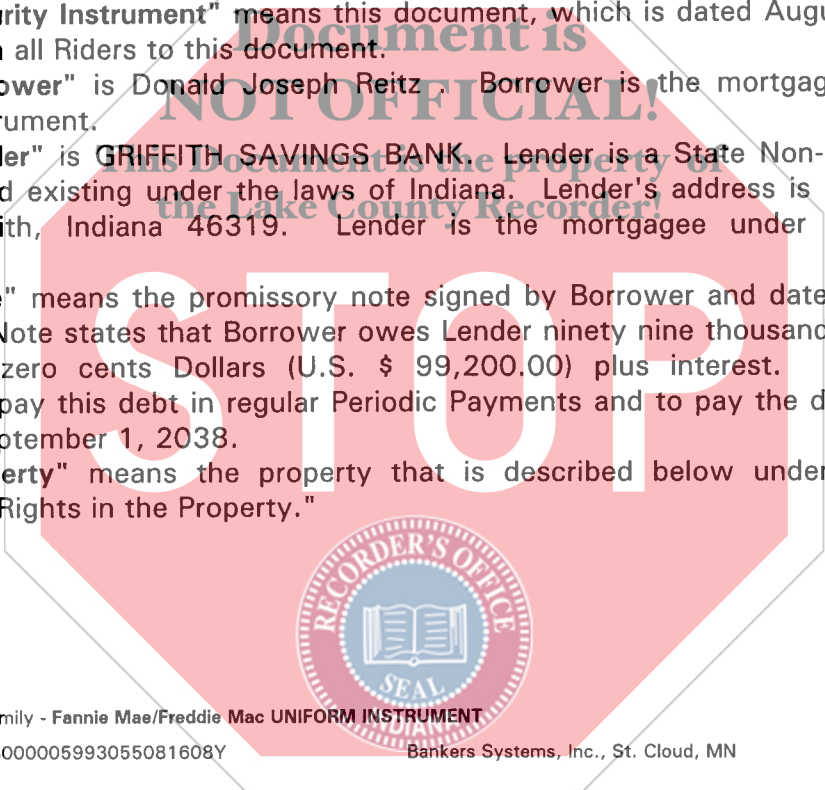 rity Instrument" means this document, which is dated Augu
all Riders to this document.
Document is
ower" is Donald Joseph Reitz . Borrower is the mortgag
NOT OFFICIAL!
rument.
er" is GRIFFITH SAVINGS BANK. Lender is a State Non-
This Document is the property of
d existing under the laws of Indiana. Lender's address is
the Lake County Recorder!
ith, Indiana 46319. Lender is the mortgagee under
" means the promissory note signed by Borrower and date
Note states that Borrower owes Lender ninety nine thousand
zero cents Dollars (U.S. $ 99,200.00) plus interest.
pay this debt in regular Periodic Payments and to pay the d
STOP
ptember 1, 2038.
erty" means the property that is described below under
Rights in the Property."
RECORDER'S OFFICE
SEAL
INDIANA
mily - Fannie Mae/Freddie Mac UNIFORM INSTRUMENT
000005993055081608Y Bankers Systems, Inc., St. Cloud, MN